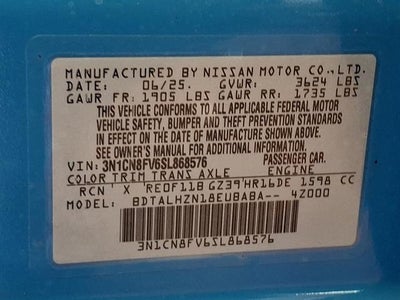 MANUFACTURED BY NISSAN MOTOR CO., LTD.
DATE: 06/25. GVWR: 3624 LBS
GAWR FR: 1905 LBS GAWR RR: 1735 LBS
THIS VEHICLE CONFORMS TO ALL APPLICABLE FEDERAL MOTOR
VEHICLE SAFETY, BUMPER AND THEFT PREVENTION STANDARDS
IN EFFECT ON THE DATE OF MANUFACTURE SHOWN ABOVE.
SEE OWNER'S MANUAL FOR ADDITIONAL INFORMATION.
VIN: 3N1CN8FV6SL868576 PASSENGER CAR
COLOR TRIM TRANS AXLE ENGINE
RCN X RE0F11B GZ39 HR16DE 1598 CC
MODEL: BDTALHZN18EUBABA-- 4Z000
3N1CN8FV6SL868576